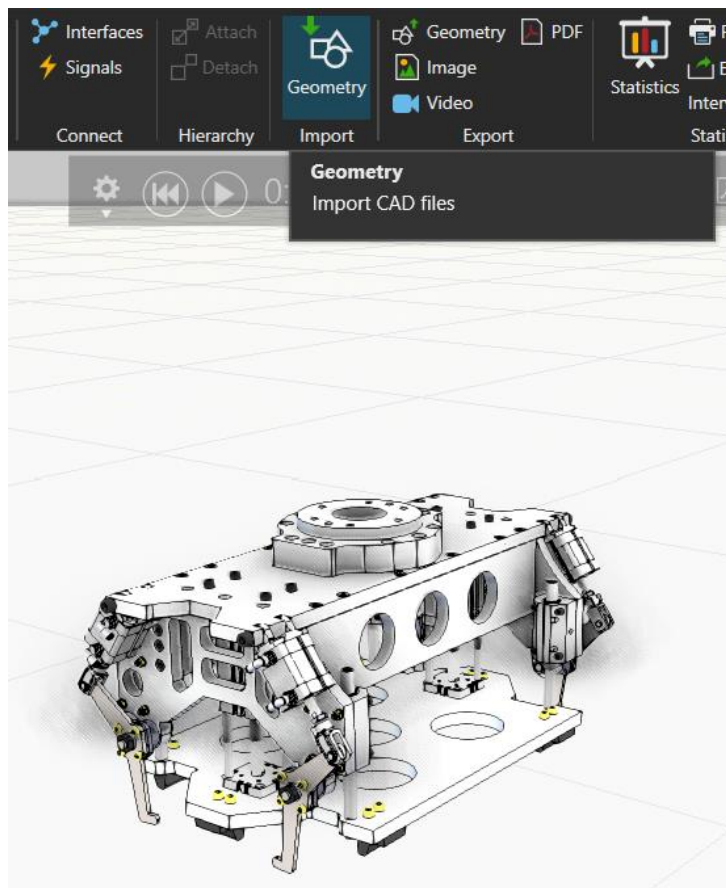 Interfaces
Signals
Connect
Attach
Detach
Hierarchy
Geometry
Import
Geometry
PDF
Image
Video
Export
Statistics
Geometry
Import CAD files